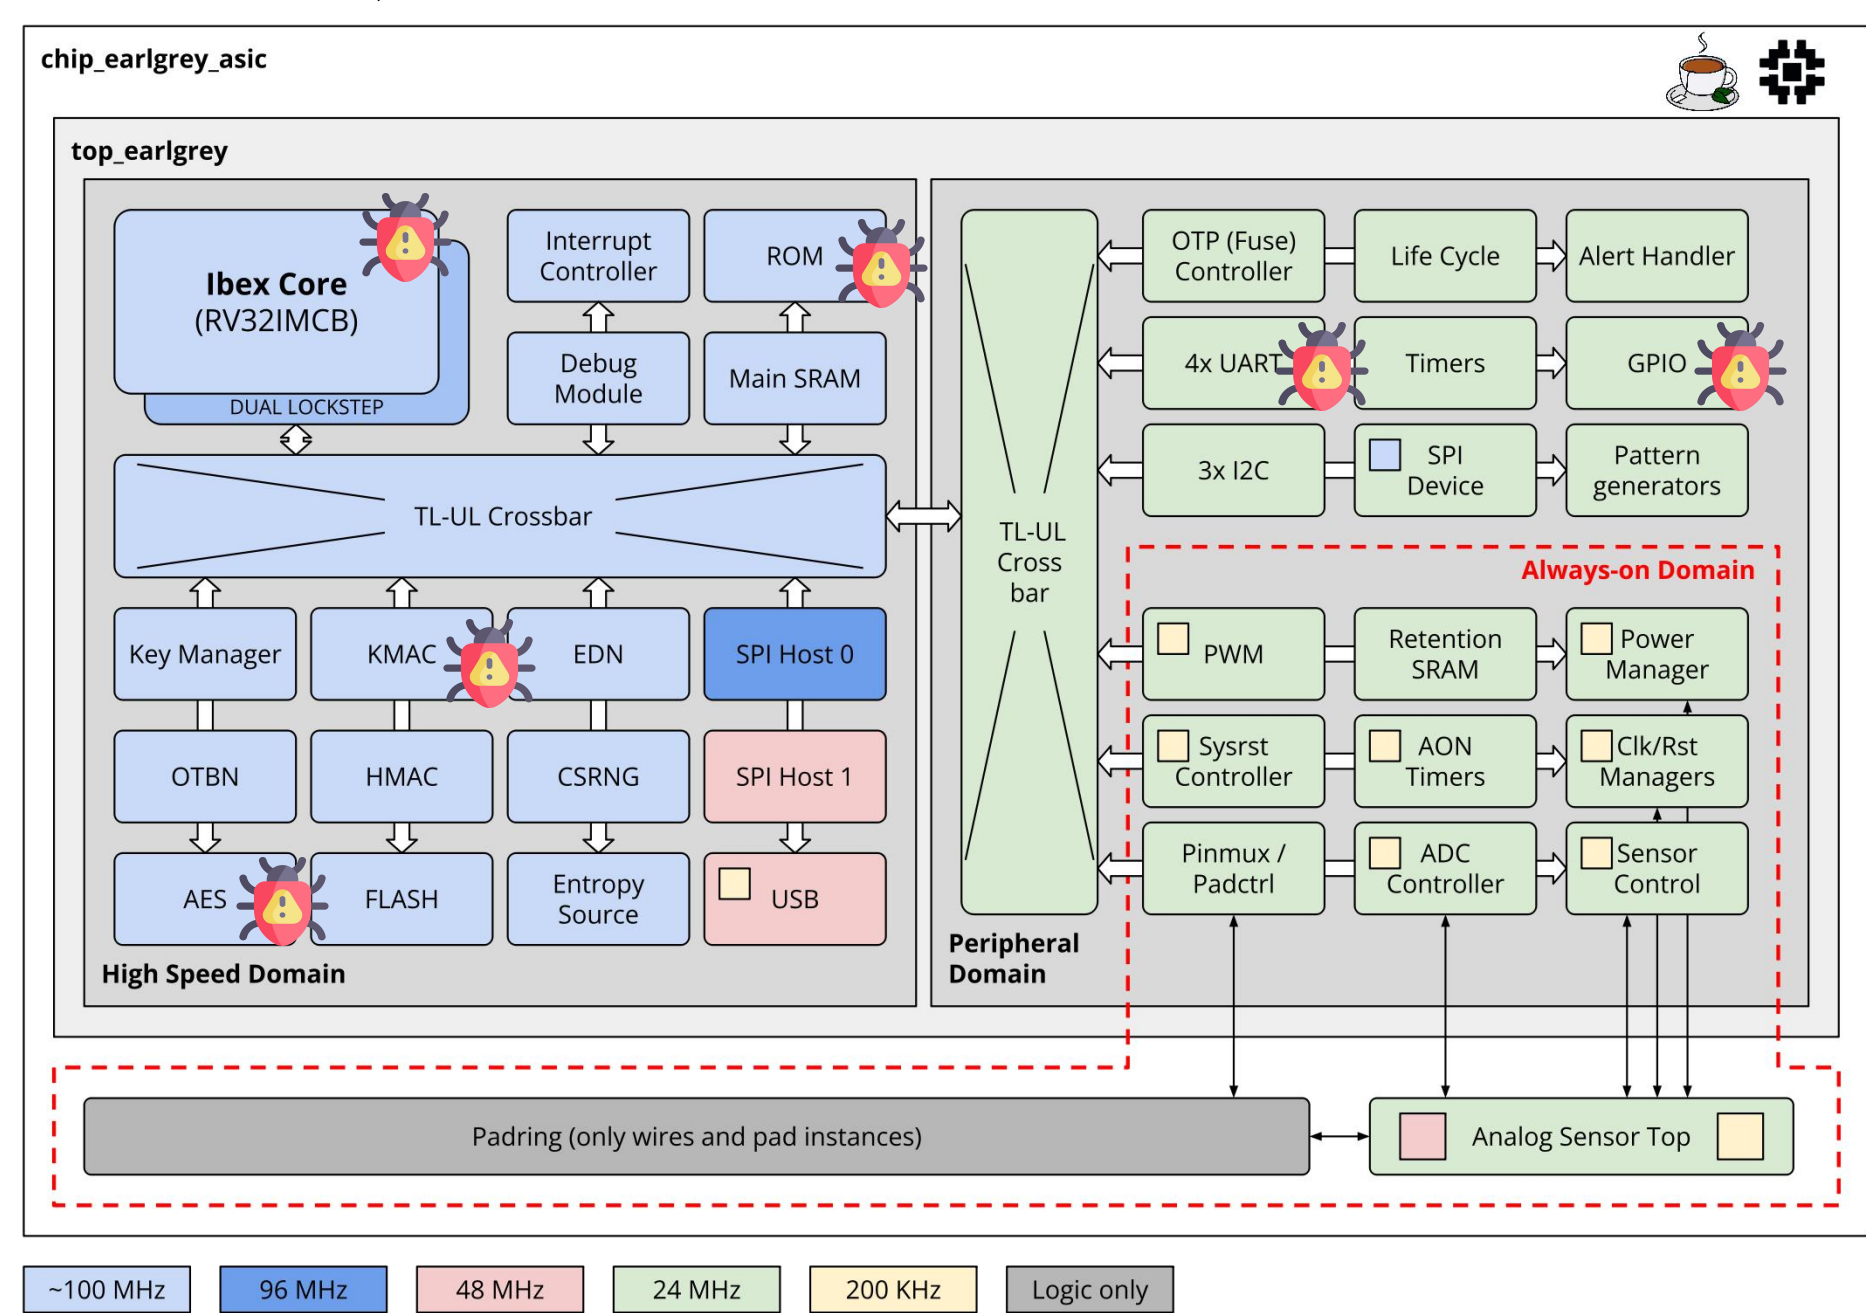 chip_earlgrey_asic
top_earlgrey
Ibex Core
(RV32IMCB)
DUAL LOCKSTEP
Interrupt
Controller
ROM
Debug
Module
Main SRAM
TL-UL Crossbar
Key Manager
KMAC
EDN
SPI Host 0
OTBN
HMAC
CSRNG
SPI Host 1
AES
FLASH
Entropy
Source
USB
High Speed Domain
TL-UL
Cross
bar
OTP (Fuse)
Controller
Life Cycle
Alert Handler
4x UART
Timers
GPIO
3x I2C
SPI
Device
Pattern
generators
Always-on Domain
PWM
Retention
SRAM
Power
Manager
Sysrst
Controller
AON
Timers
Clk/Rst
Managers
Pinmux /
Padctrl
ADC
Controller
Sensor
Control
Peripheral
Domain
Padring (only wires and pad instances)
Analog Sensor Top
~100 MHz
96 MHz
48 MHz
24 MHz
200 KHz
Logic only